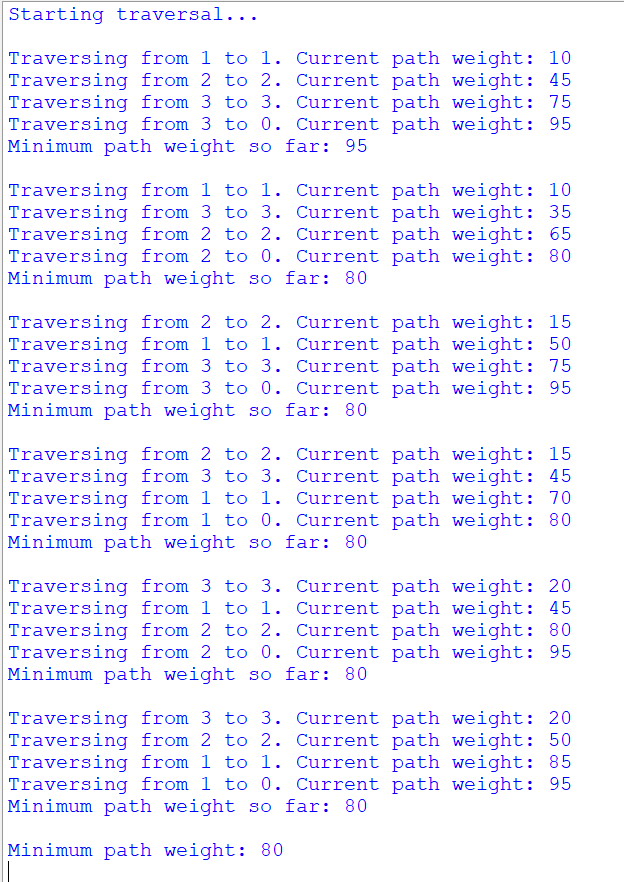 Starting traversal...
Traversing from 1 to 1. Current path weight: 10
Traversing from 2 to 2. Current path weight: 45
Traversing from 3 to 3. Current path weight: 75
Traversing from 3 to 0. Current path weight: 95
Minimum path weight so far: 95
Traversing from 1 to 1. Current path weight: 10
Traversing from 3 to 3. Current path weight: 35
Traversing from 2 to 2. Current path weight: 65
Traversing from 2 to 0. Current path weight: 80
Minimum path weight so far: 80
Traversing from 2 to 2. Current path weight: 15
Traversing from 1 to 1. Current path weight: 50
Traversing from 3 to 3. Current path weight: 75
Traversing from 3 to 0. Current path weight: 95
Minimum path weight so far: 80
Traversing from 2 to 2. Current path weight: 15
Traversing from 3 to 3. Current path weight: 45
Traversing from 1 to 1. Current path weight: 70
Traversing from 1 to 0. Current path weight: 80
Minimum path weight so far: 80
Traversing from 3 to 3. Current path weight: 20
Traversing from 1 to 1. Current path weight: 45
Traversing from 2 to 2. Current path weight: 80
Traversing from 2 to 0. Current path weight: 95
Minimum path weight so far: 80
Traversing from 3 to 3. Current path weight: 20
Traversing from 2 to 2. Current path weight: 50
Traversing from 1 to 1. Current path weight: 85
Traversing from 1 to 0. Current path weight: 95
Minimum path weight so far: 80
Minimum path weight: 80